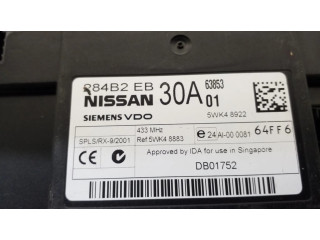 284B2 EB
NISSAN 30A 63853 01
SIEMENS VDO 5WK4 8922
SPLS/RX-9/2001 433 MHz Ref 5WK4 8883 e 24 AI-00 0081 64FF6
Approved by IDA for use in Singapore
DB01752